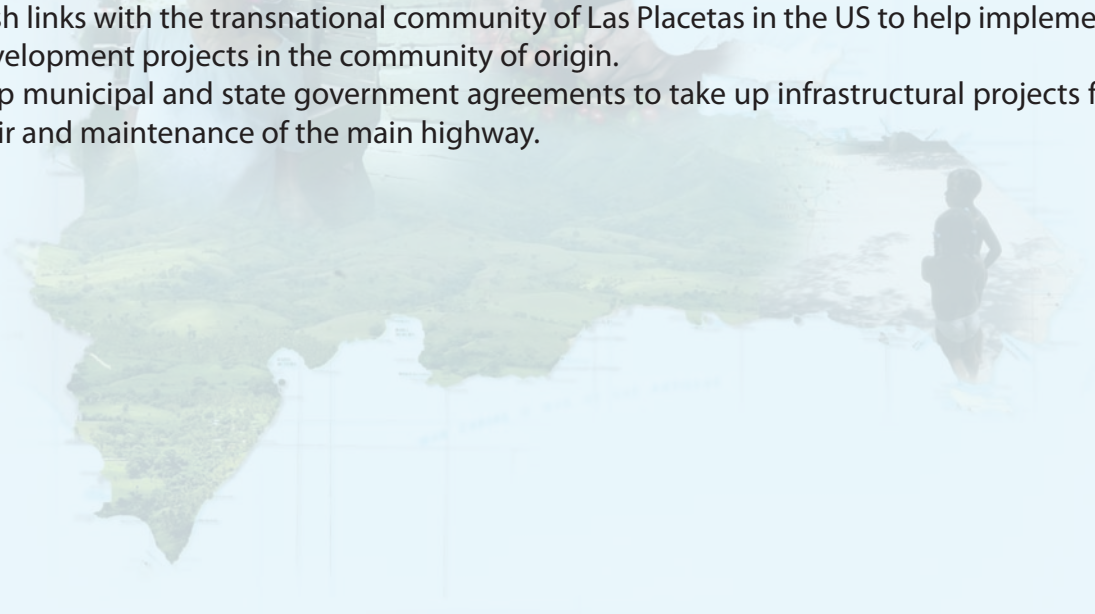 sh links with the transnational community of Las Placetas in the US to help impleme
velopment projects in the community of origin.
p municipal and state government agreements to take up infrastructural projects f
ir and maintenance of the main highway.